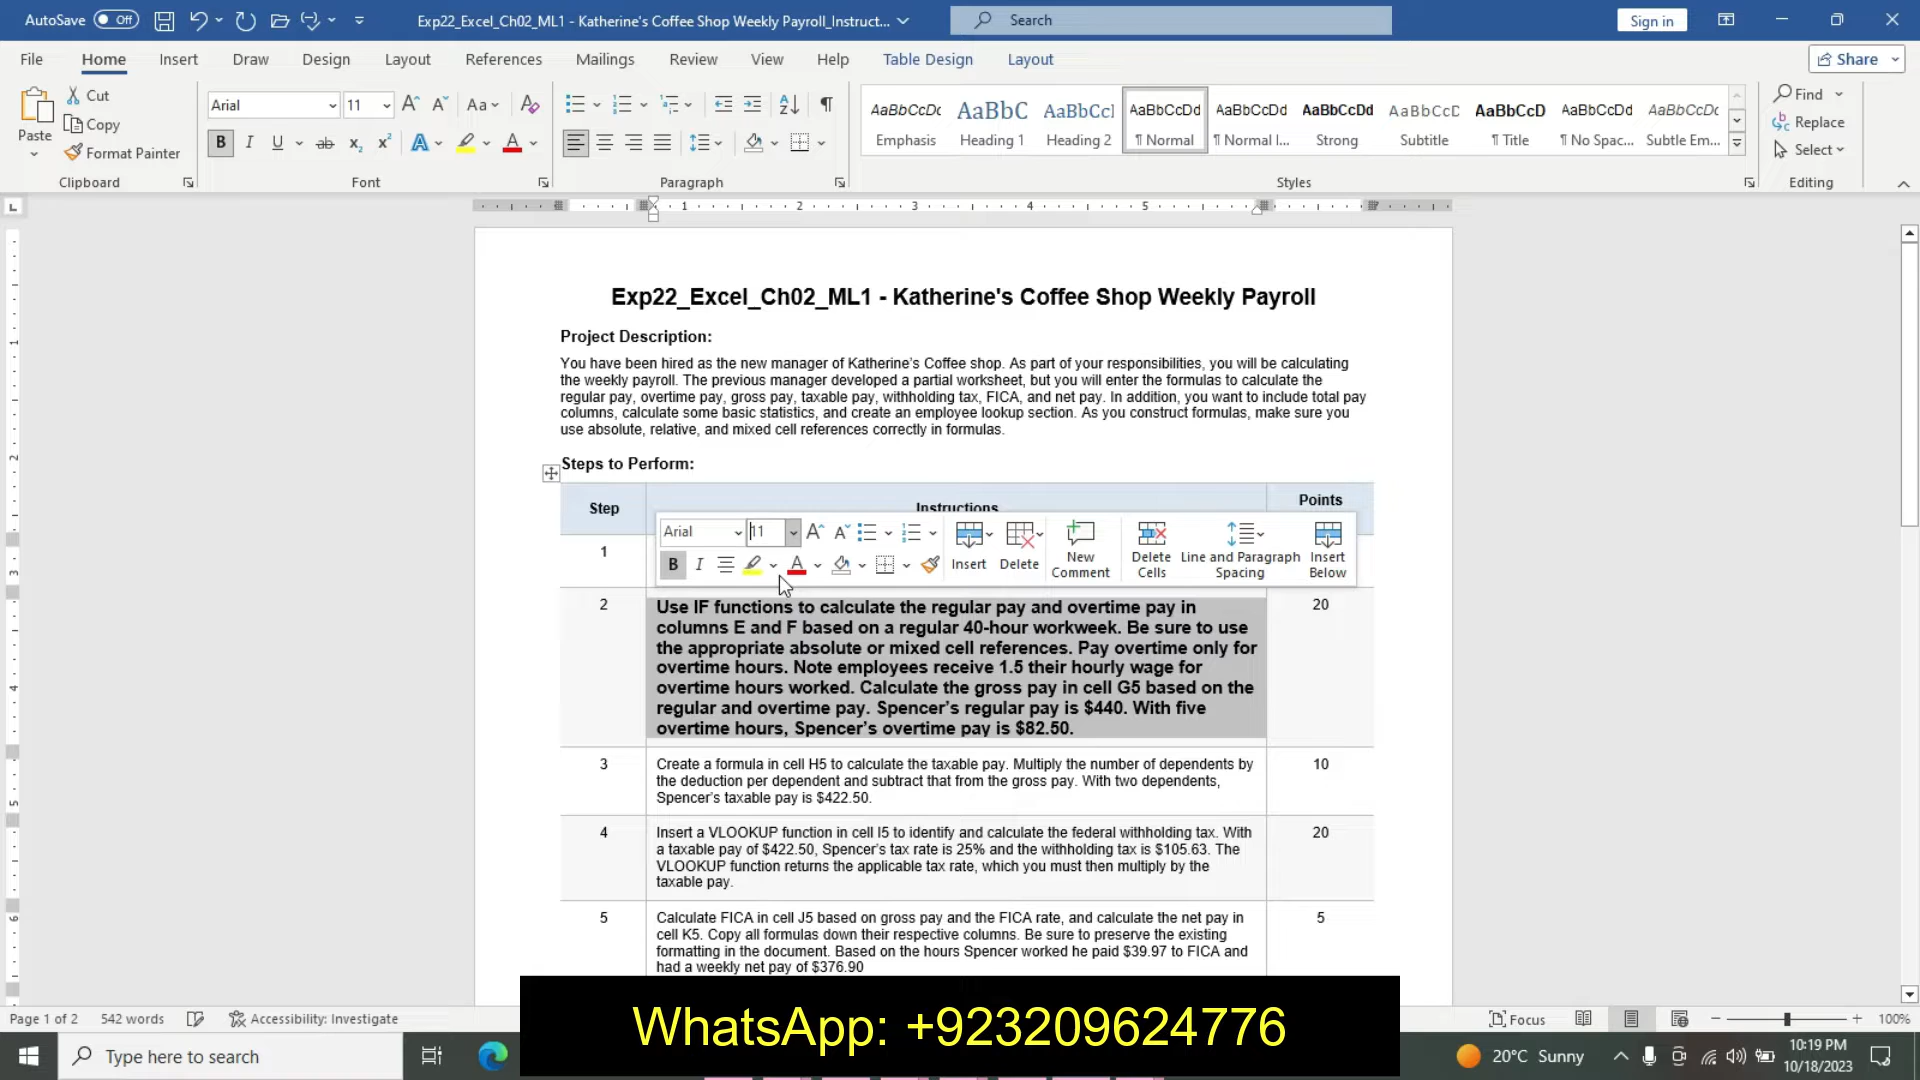 AutoSave Off Exp22_Excel_Ch02_ML1 - Katherine's Coffee Shop Weekly Payroll_Instruct... Search Sign in
File Home Insert Draw Design Layout References Mailings Review View Help Table Design Layout Share
Paste Cut Copy Format Painter Clipboard
Arial 11 Aa Font
Paragraph
AaBbCcDc AaBbC AaBbCcI AaBbCcDd AaBbCcDd AaBbCcDd AaBbCcD AaBbCcD AaBbCcDd AaBbCcDc
Emphasis Heading 1 Heading 2 ¶ Normal ¶ Normal I... Strong Subtitle ¶ Title ¶ No Spac... Subtle Em...
Styles
Find Replace Select Editing
1 2 3 4 5
Exp22_Excel_Ch02_ML1 - Katherine's Coffee Shop Weekly Payroll
Project Description:
You have been hired as the new manager of Katherine's Coffee shop. As part of your responsibilities, you will be calculating
the weekly payroll. The previous manager developed a partial worksheet, but you will enter the formulas to calculate the
regular pay, overtime pay, gross pay, taxable pay, withholding tax, FICA, and net pay. In addition, you want to include total pay
columns, calculate some basic statistics, and create an employee lookup section. As you construct formulas, make sure you
use absolute, relative, and mixed cell references correctly in formulas.
Steps to Perform:
Step Instructions Points
1
Arial 11 Insert Delete New Comment Delete Cells Line and Paragraph Spacing Insert Below
2 Use IF functions to calculate the regular pay and overtime pay in 20
columns E and F based on a regular 40-hour workweek. Be sure to use
the appropriate absolute or mixed cell references. Pay overtime only for
overtime hours. Note employees receive 1.5 their hourly wage for
overtime hours worked. Calculate the gross pay in cell G5 based on the
regular and overtime pay. Spencer's regular pay is $440. With five
overtime hours, Spencer's overtime pay is $82.50.
3 Create a formula in cell H5 to calculate the taxable pay. Multiply the number of dependents by 10
the deduction per dependent and subtract that from the gross pay. With two dependents,
Spencer's taxable pay is $422.50.
4 Insert a VLOOKUP function in cell I5 to identify and calculate the federal withholding tax. With 20
a taxable pay of $422.50, Spencer's tax rate is 25% and the withholding tax is $105.63. The
VLOOKUP function returns the applicable tax rate, which you must then multiply by the
taxable pay.
5 Calculate FICA in cell J5 based on gross pay and the FICA rate, and calculate the net pay in 5
cell K5. Copy all formulas down their respective columns. Be sure to preserve the existing
formatting in the document. Based on the hours Spencer worked he paid $39.97 to FICA and
had a weekly net pay of $376.90
WhatsApp: +923209624776
Page 1 of 2 542 words Accessibility: Investigate Focus 100%
Type here to search 20°C Sunny 10:19 PM
10/18/2023